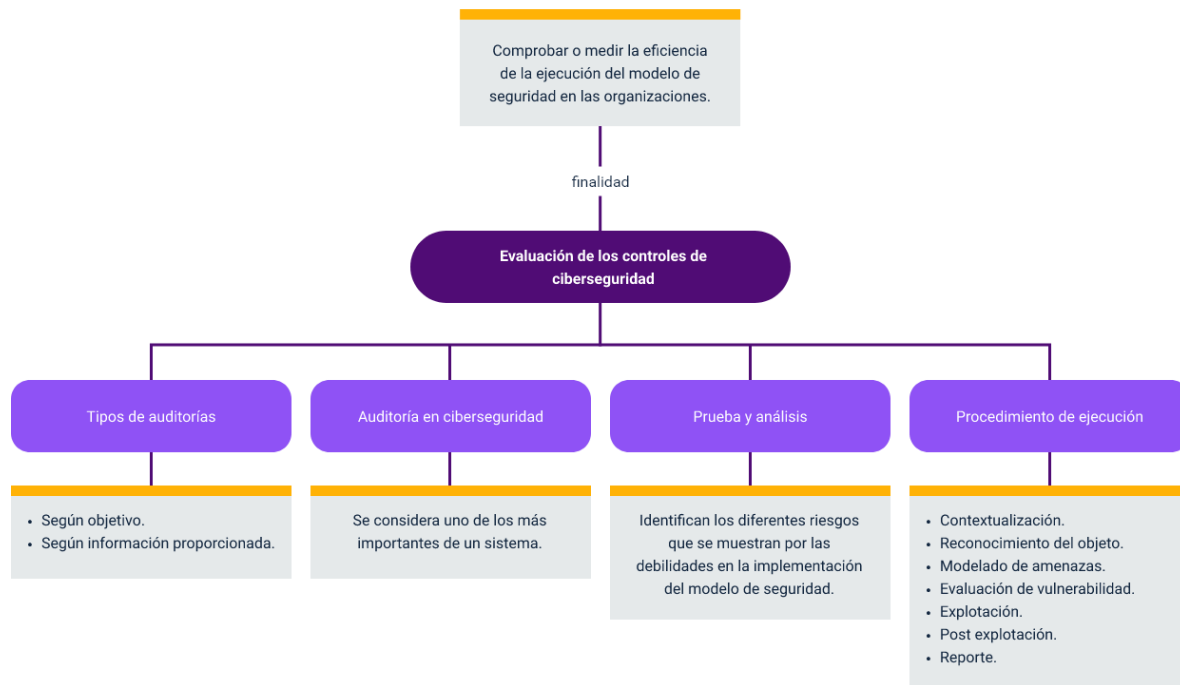 Comprobar o medir la eficiencia
de la ejecución del modelo de
seguridad en las organizaciones.
finalidad
Evaluación de los controles de
ciberseguridad
Tipos de auditorías
• Según objetivo.
• Según información proporcionada.
Auditoría en ciberseguridad
Se considera uno de los más
importantes de un sistema.
Prueba y análisis
Identifican los diferentes riesgos
que se muestran por las
debilidades en la implementación
del modelo de seguridad.
Procedimiento de ejecución
• Contextualización.
• Reconocimiento del objeto.
• Modelado de amenazas.
• Evaluación de vulnerabilidad.
• Explotación.
• Post explotación.
• Reporte.